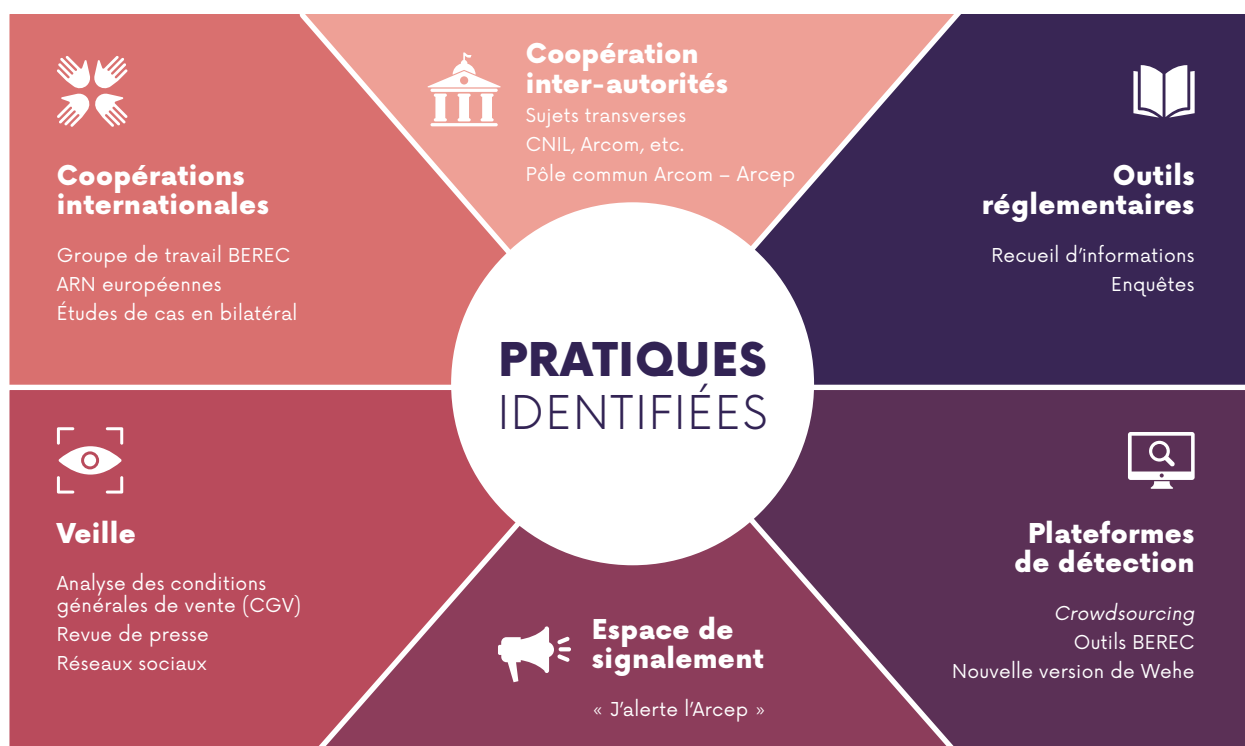 Coopération
inter-autorités
Sujets transverses
CNIL, Arcom, etc.
Pôle commun Arcom – Arcep
Coopérations
internationales
Groupe de travail BEREC
ARN européennes
Études de cas en bilatéral
Outils
réglementaires
Recueil d’informations
Enquêtes
PRATIQUES
IDENTIFIÉES
Veille
Analyse des conditions
générales de vente (CGV)
Revue de presse
Réseaux sociaux
Espace de
signalement
« J’alerte l’Arcep »
Plateformes
de détection
Crowdsourcing
Outils BEREC
Nouvelle version de Wehe